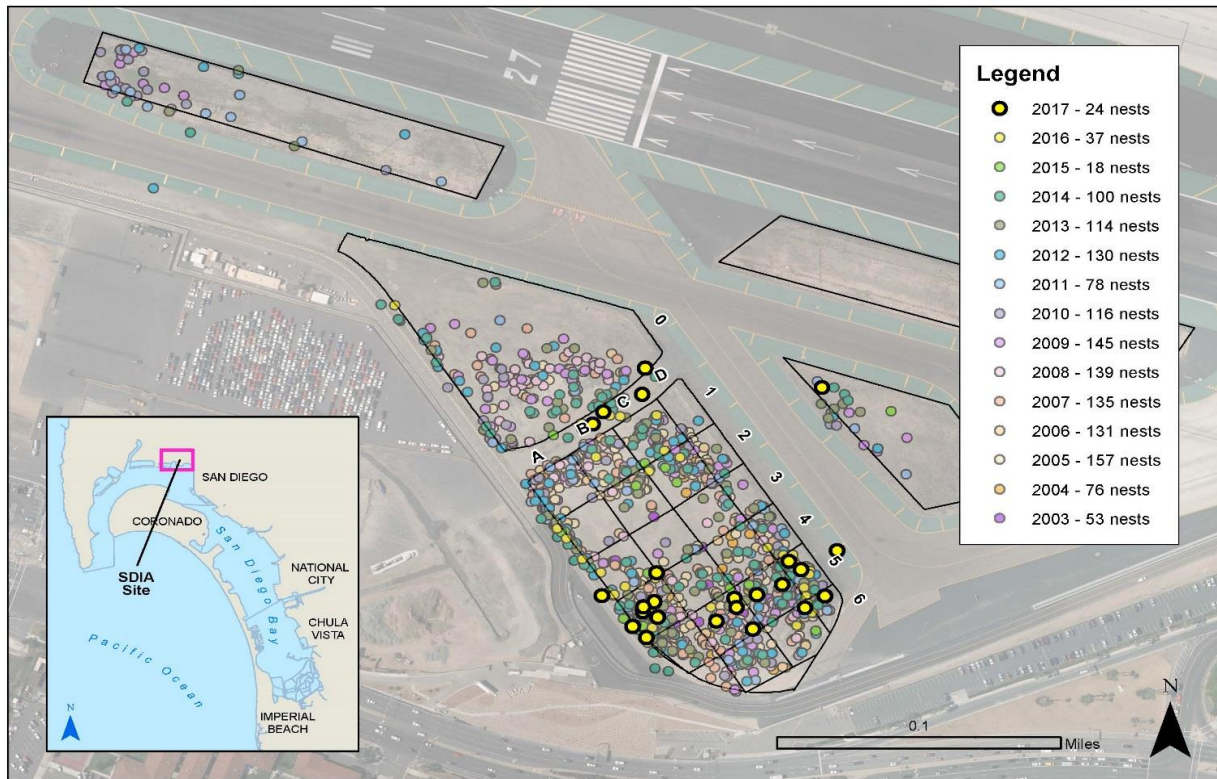 27
Legend
2017 - 24 nests
2016 - 37 nests
2015 - 18 nests
2014 - 100 nests
2013 - 114 nests
2012 - 130 nests
2011 - 78 nests
2010 - 116 nests
2009 - 145 nests
2008 - 139 nests
2007 - 135 nests
2006 - 131 nests
2005 - 157 nests
2004 - 76 nests
2003 - 53 nests
0
D
1
C
B
2
A
3
4
5
6
SAN DIEGO
CORONADO
San Diego Bay
SDIA
Site
NATIONAL
CITY
CHULA
VISTA
Pacific Ocean
IMPERIAL
BEACH
N
N
0.1
Miles